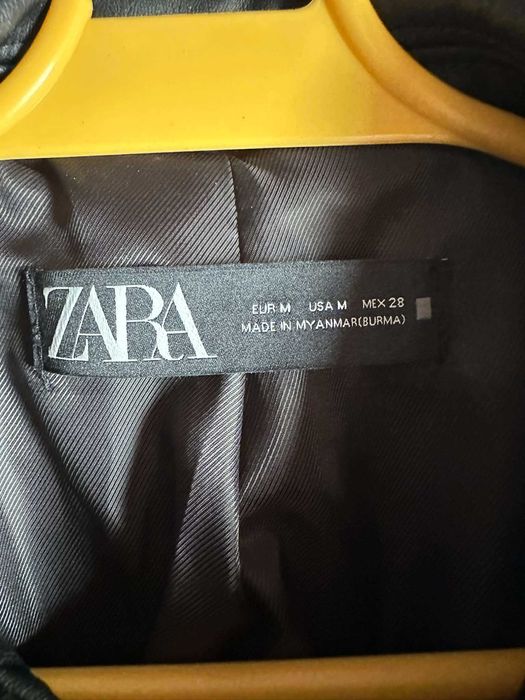 ZARA
EUR M USA M MEX 28
MADE IN MYANMAR(BURMA)